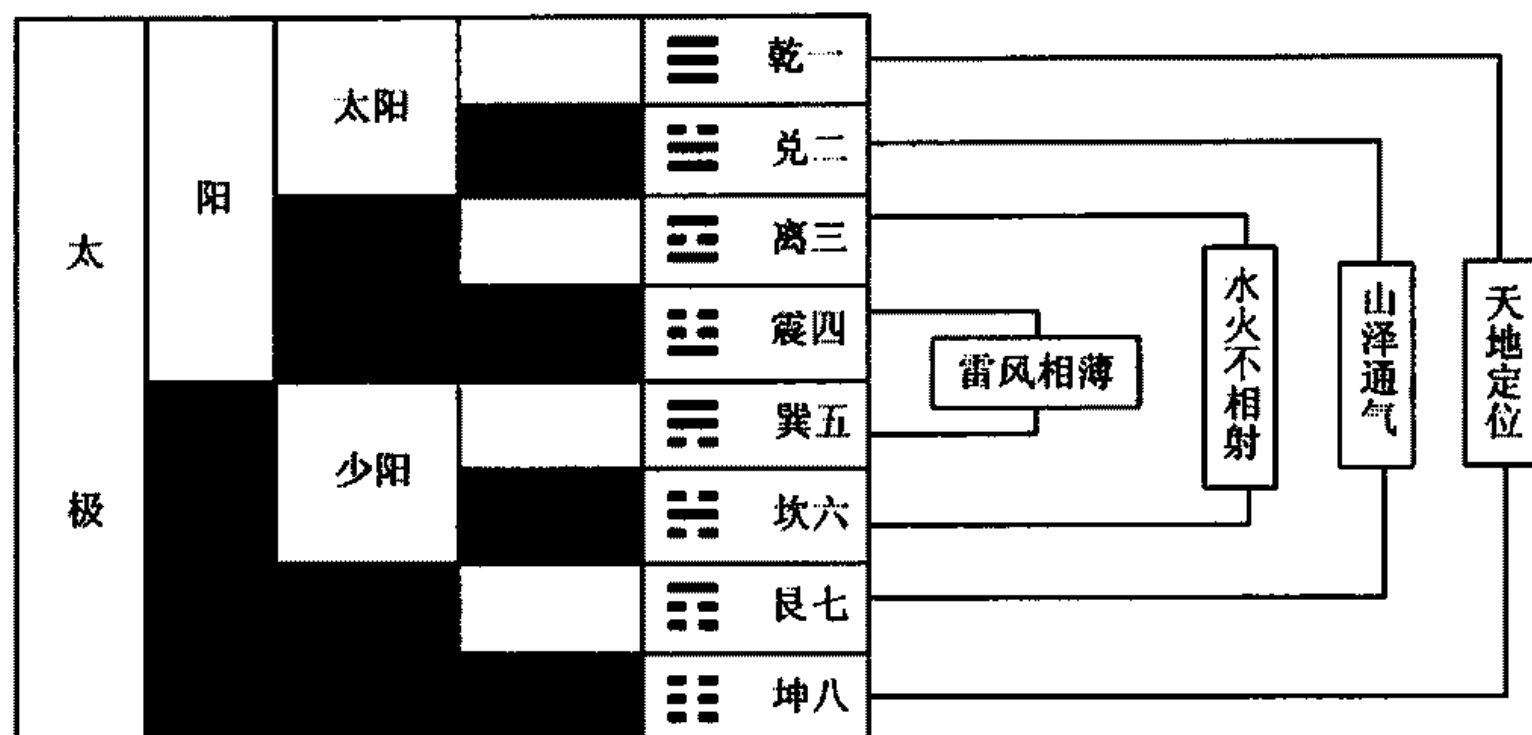 太极
阳
太阳
少阳
乾一
兑二
离三
震四
巽五
坎六
艮七
坤八
雷风相薄
水火不相射
山泽通气
天地定位